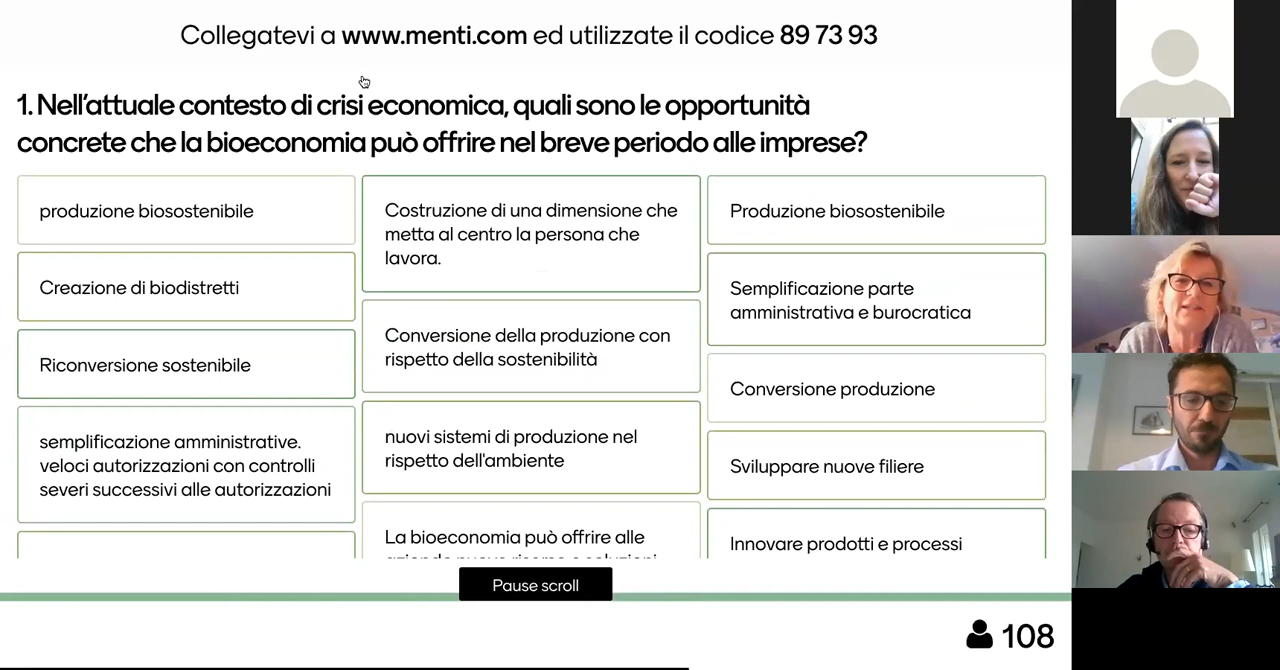 Collegatevi a www.menti.com ed utilizzate il codice 89 73 93
1. Nell'attuale contesto di crisi economica, quali sono le opportunità
concrete che la bioeconomia può offrire nel breve periodo alle imprese?
produzione biosostenibile
Creazione di biodistretti
Riconversione sostenibile
semplificazione amministrative.
veloci autorizzazioni con controlli
severi successivi alle autorizzazioni
Costruzione di una dimensione che
metta al centro la persona che
lavora.
Conversione della produzione con
rispetto della sostenibilità
nuovi sistemi di produzione nel
rispetto dell'ambiente
La bioeconomia può offrire alle
aziende nuove risorse e soluzioni
Produzione biosostenibile
Semplificazione parte
amministrativa e burocratica
Conversione produzione
Sviluppare nuove filiere
Innovare prodotti e processi
Pause scroll
108